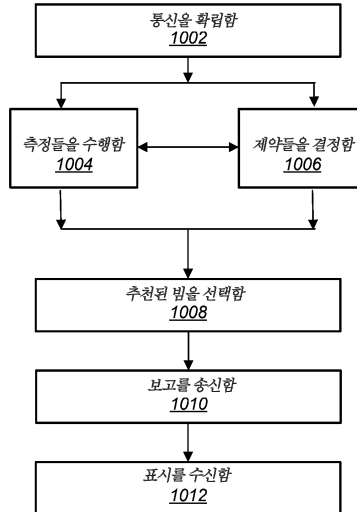 통신을 확립함
1002
측정들을 수행함
1004
제약들을 결정함
1006
추천된 빔을 선택함
1008
보고를 송신함
1010
표시를 수신함
1012